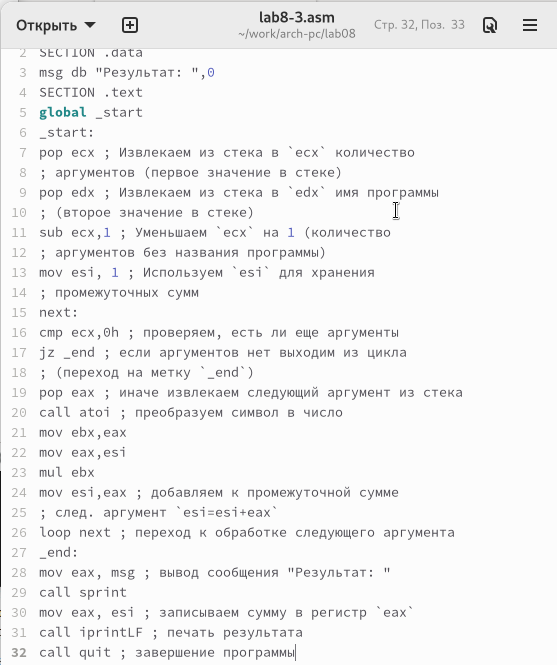 Открыть
lab8-3.asm
~/work/arch-pc/lab08
Стр. 32, Поз. 33
2 SECTION .data
3 msg db "Результат: ",0
4 SECTION .text
5 global _start
6 _start:
7 pop ecx ; Извлекаем из стека в `ecx` количество
8 ; аргументов (первое значение в стеке)
9 pop edx ; Извлекаем из стека в `edx` имя программы
10 ; (второе значение в стеке)
11 sub ecx,1 ; Уменьшаем `ecx` на 1 (количество
12 ; аргументов без названия программы)
13 mov esi, 1 ; Используем `esi` для хранения
14 ; промежуточных сумм
15 next:
16 cmp ecx,0h ; проверяем, есть ли еще аргументы
17 jz _end ; если аргументов нет выходим из цикла
18 ; (переход на метку `_end`)
19 pop eax ; иначе извлекаем следующий аргумент из стека
20 call atoi ; преобразуем символ в число
21 mov ebx,eax
22 mov eax,esi
23 mul ebx
24 mov esi,eax ; добавляем к промежуточной сумме
25 ; след. аргумент `esi=esi+eax`
26 loop next ; переход к обработке следующего аргумента
27 _end:
28 mov eax, msg ; вывод сообщения "Результат: "
29 call sprint
30 mov eax, esi ; записываем сумму в регистр `eax`
31 call iprintLF ; печать результата
32 call quit ; завершение программы